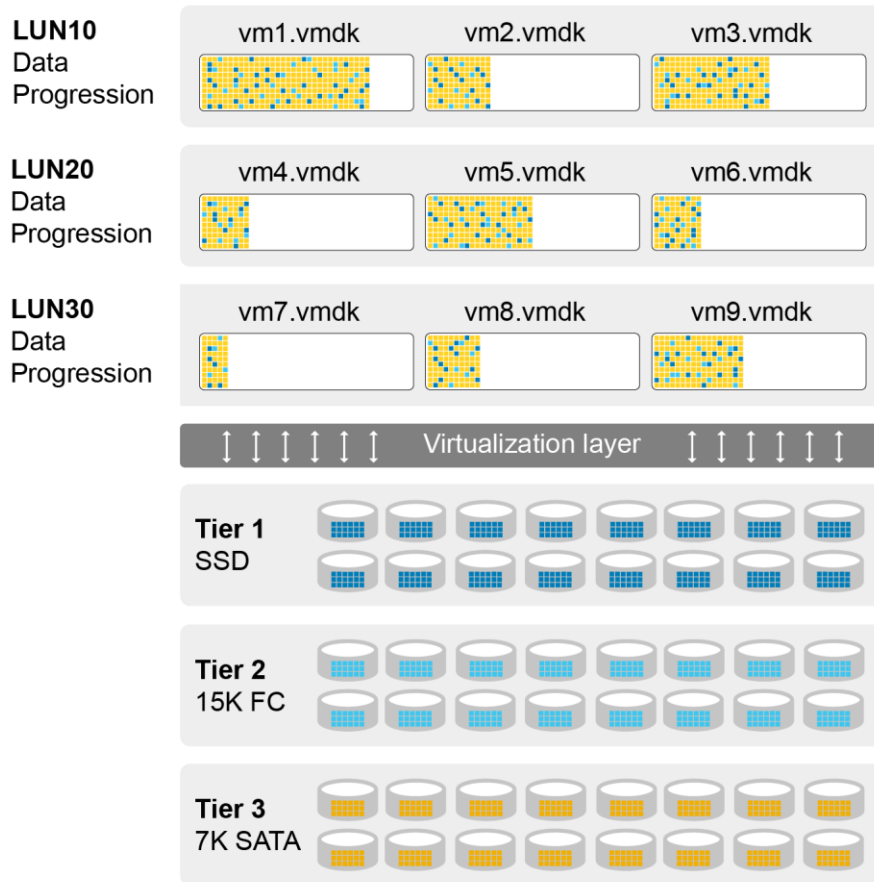 LUN10
Data
Progression
vm1.vmdk
vm2.vmdk
vm3.vmdk
LUN20
Data
Progression
vm4.vmdk
vm5.vmdk
vm6.vmdk
LUN30
Data
Progression
vm7.vmdk
vm8.vmdk
vm9.vmdk
Virtualization layer
Tier 1
SSD
Tier 2
15K FC
Tier 3
7K SATA